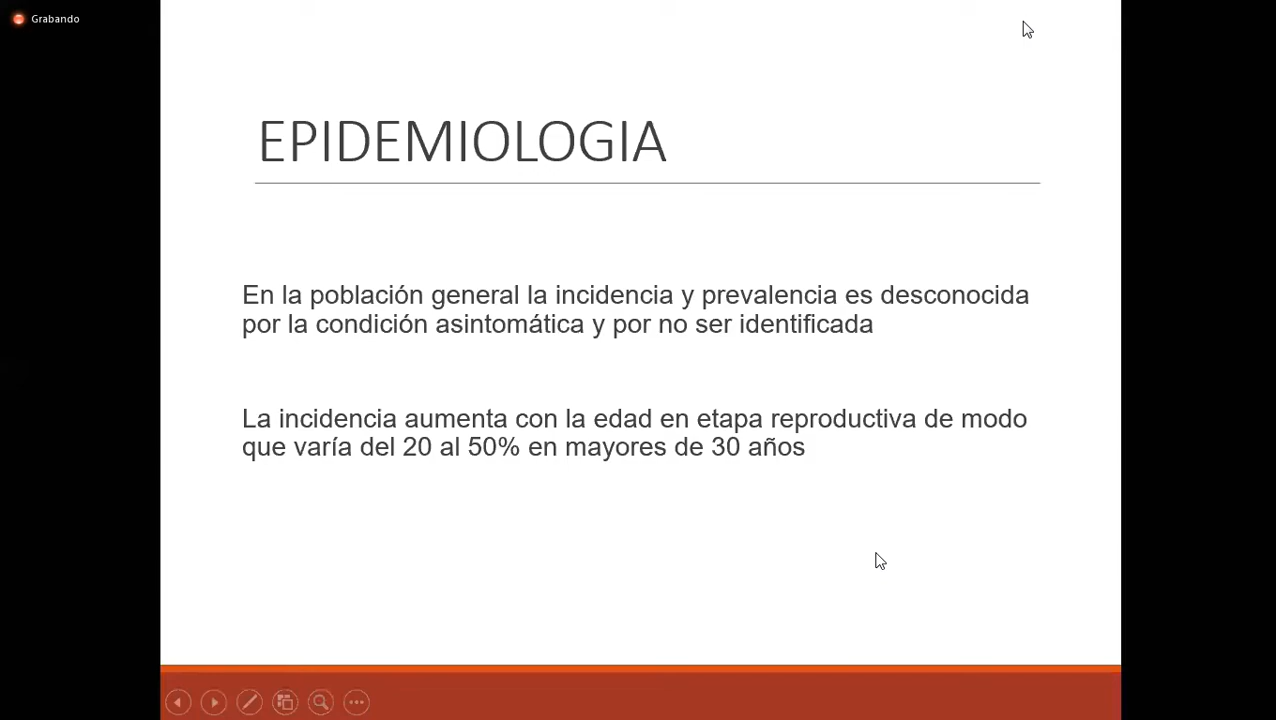 Grabando
EPIDEMIOLOGIA
En la población general la incidencia y prevalencia es desconocida
por la condición asintomática y por no ser identificada
La incidencia aumenta con la edad en etapa reproductiva de modo
que varía del 20 al 50% en mayores de 30 años